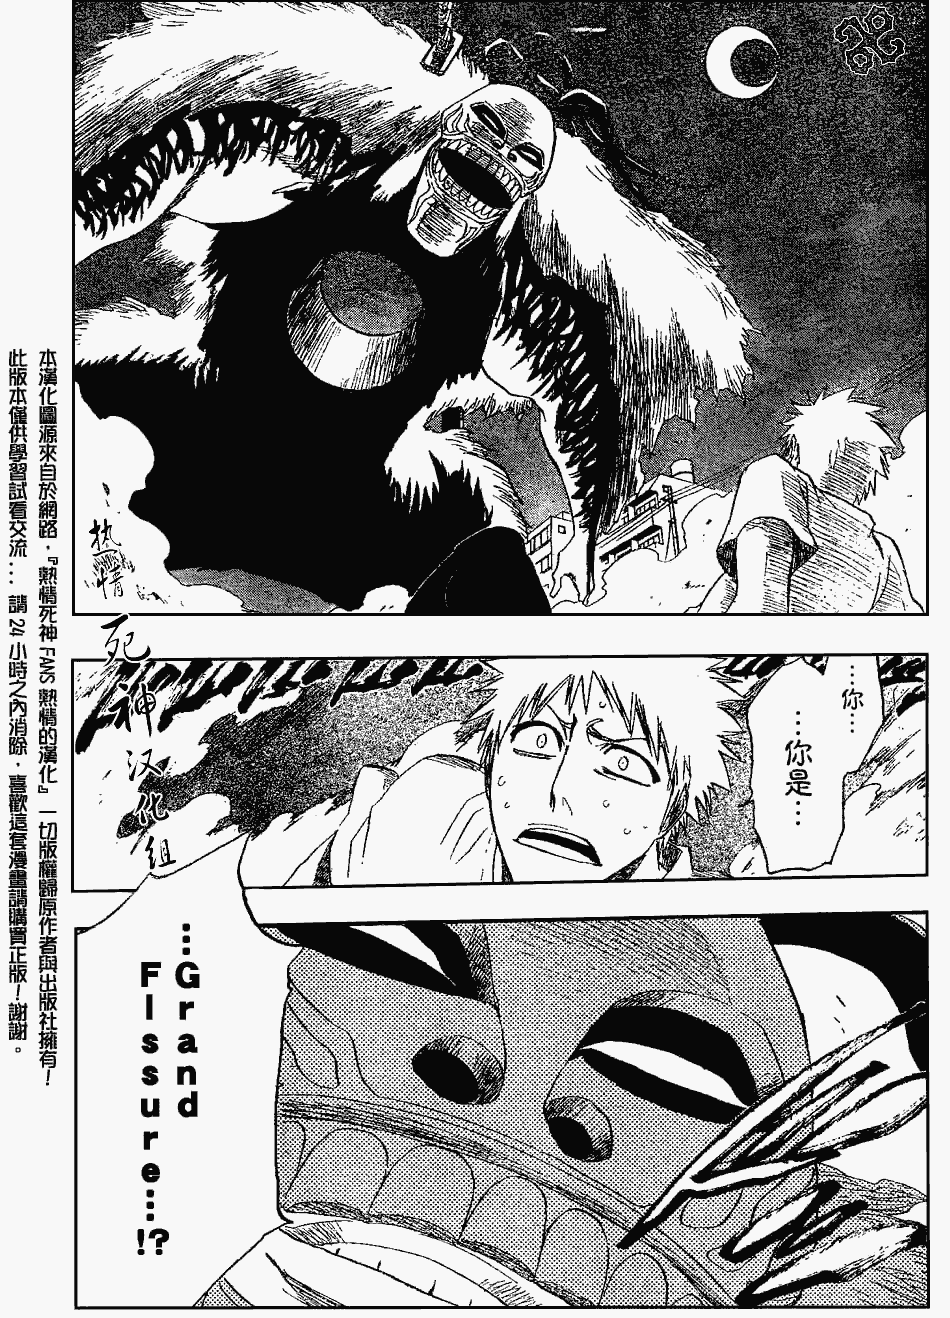 …你…
…你是…
…Grand
FIssure…!?
热情
死神汉化组
本漢化圖源來自於網路，『熱情死神 FANS 熱情的漢化』一切版權歸原作者與出版社擁有！
此版本僅供學習試看交流…. 請 24 小時之內消除，喜歡這套漫畫請購買正版！謝謝。